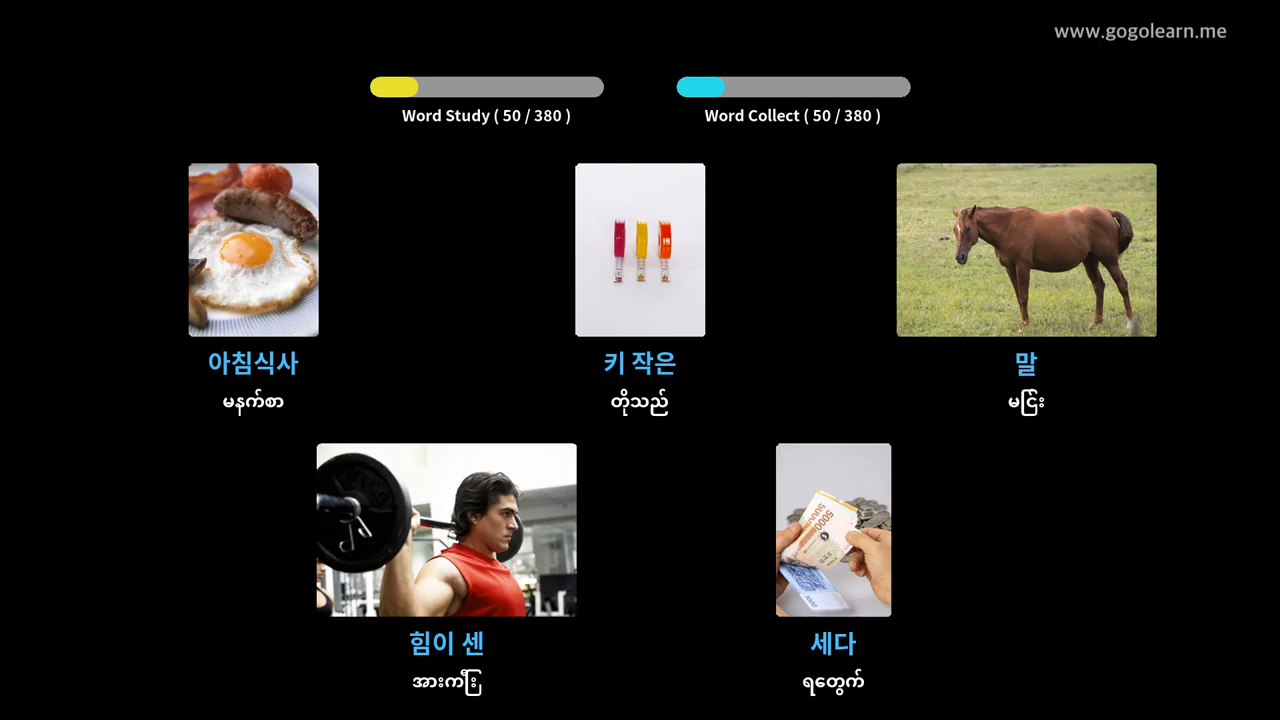 www.gogolearn.me
Word Study ( 50 / 380 )
Word Collect ( 50 / 380 )
아침식사
မနက်စာ
키 작은
တိုသည်
말
မြင်း
힘이 센
အားကြီး
세다
ရေတွက်
5000